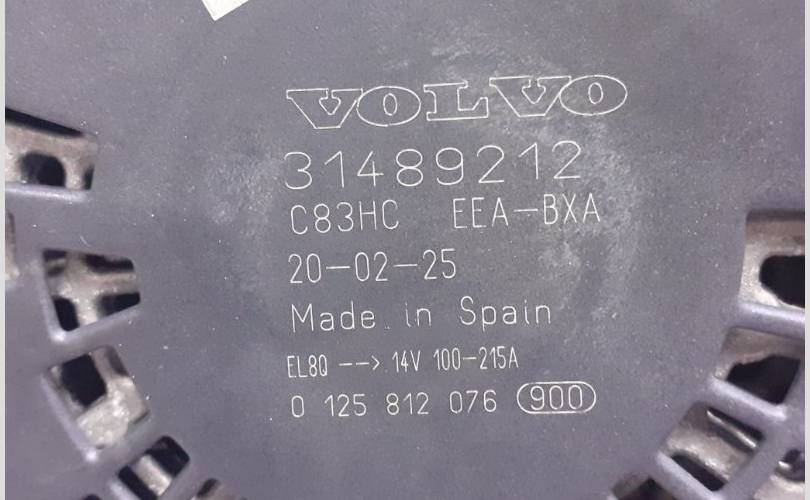 VOLVO
31489212
C83HC EEA-BXA
20-02-25
Made in Spain
EL8Q --> 14V 100-215A
0 125 812 076 900